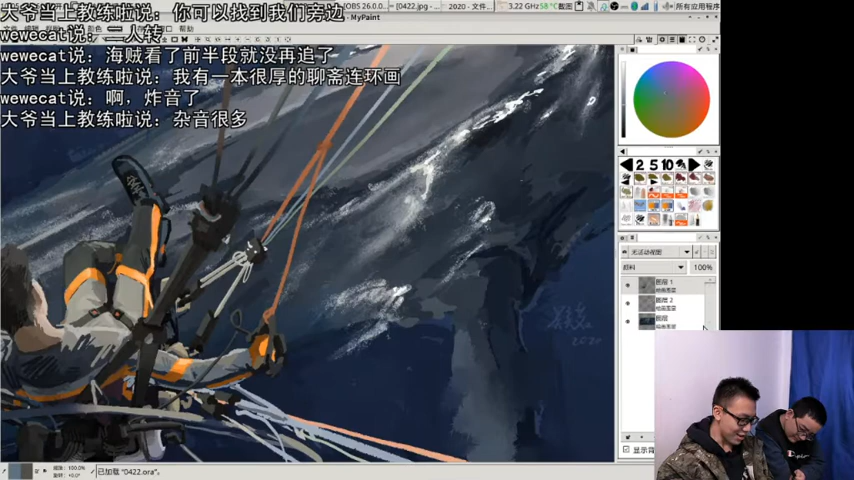 大爷当上教练啦说：你可以找到我们旁边
wewecat说：二人转
wewecat说：海贼看了前半段就没再追了
大爷当上教练啦说：我有一本很厚的聊斋连环画
wewecat说：啊，炸音了
大爷当上教练啦说：杂音很多
OBS 26.0.
[0422.jpg -
2020 - 文件
3.22 GHz 58°C 截图
所有应用程序
MyPaint
2 5 10
无活动视图
颜料
100%
图层 1
图层 2
图层
2020
显示背
已加载 "0422.ora"。